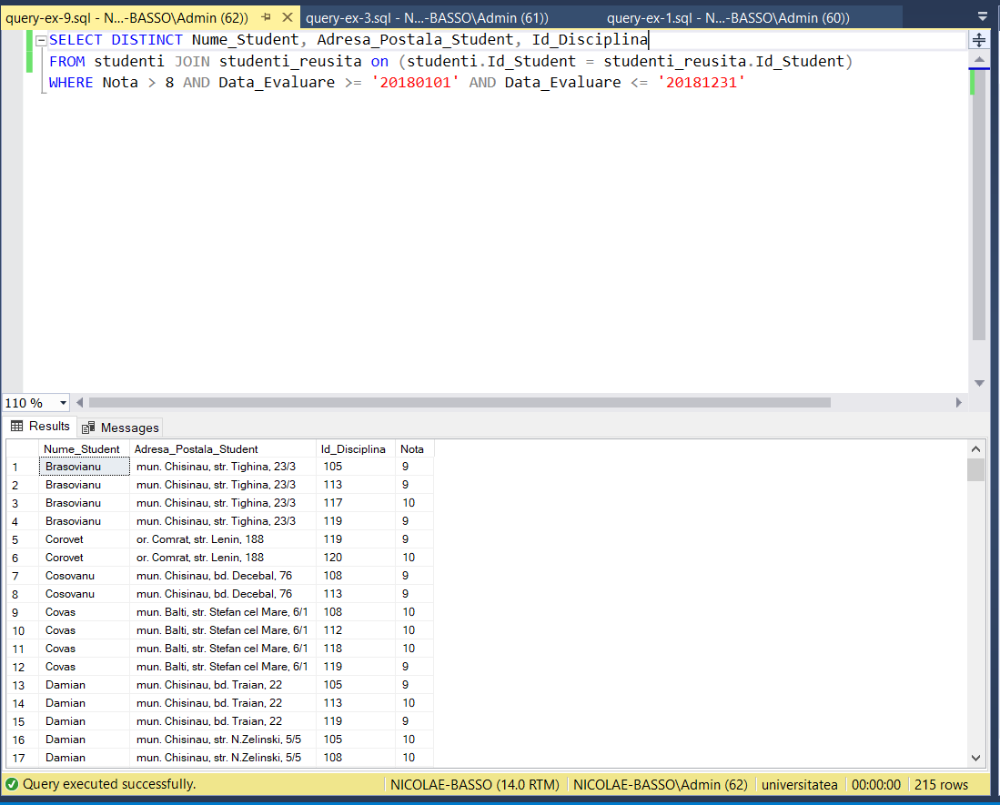 query-ex-9.sql - N...-BASSO\Admin (62)) query-ex-3.sql - N...-BASSO\Admin (61)) query-ex-1.sql - N...-BASSO\Admin (60))
SELECT DISTINCT Nume_Student, Adresa_Postala_Student, Id_Disciplina
FROM studenti JOIN studenti_reusita on (studenti.Id_Student = studenti_reusita.Id_Student)
WHERE Nota > 8 AND Data_Evaluare >= '20180101' AND Data_Evaluare <= '20181231'
110 %
Results Messages
Nume_Student Adresa_Postala_Student Id_Disciplina Nota
1 Brasovianu mun. Chisinau, str. Tighina, 23/3 105 9
2 Brasovianu mun. Chisinau, str. Tighina, 23/3 113 9
3 Brasovianu mun. Chisinau, str. Tighina, 23/3 117 10
4 Brasovianu mun. Chisinau, str. Tighina, 23/3 119 9
5 Corovet or. Comrat, str. Lenin, 188 119 9
6 Corovet or. Comrat, str. Lenin, 188 120 10
7 Cosovanu mun. Chisinau, bd. Decebal, 76 108 9
8 Cosovanu mun. Chisinau, bd. Decebal, 76 113 9
9 Covas mun. Balti, str. Stefan cel Mare, 6/1 108 10
10 Covas mun. Balti, str. Stefan cel Mare, 6/1 112 10
11 Covas mun. Balti, str. Stefan cel Mare, 6/1 118 10
12 Covas mun. Balti, str. Stefan cel Mare, 6/1 119 9
13 Damian mun. Chisinau, bd. Traian, 22 105 9
14 Damian mun. Chisinau, bd. Traian, 22 113 10
15 Damian mun. Chisinau, bd. Traian, 22 119 9
16 Damian mun. Chisinau, str. N.Zelinski, 5/5 105 10
17 Damian mun. Chisinau, str. N.Zelinski, 5/5 108 10
Query executed successfully. NICOLAE-BASSO (14.0 RTM) NICOLAE-BASSO\Admin (62) universitatea 00:00:00 215 rows